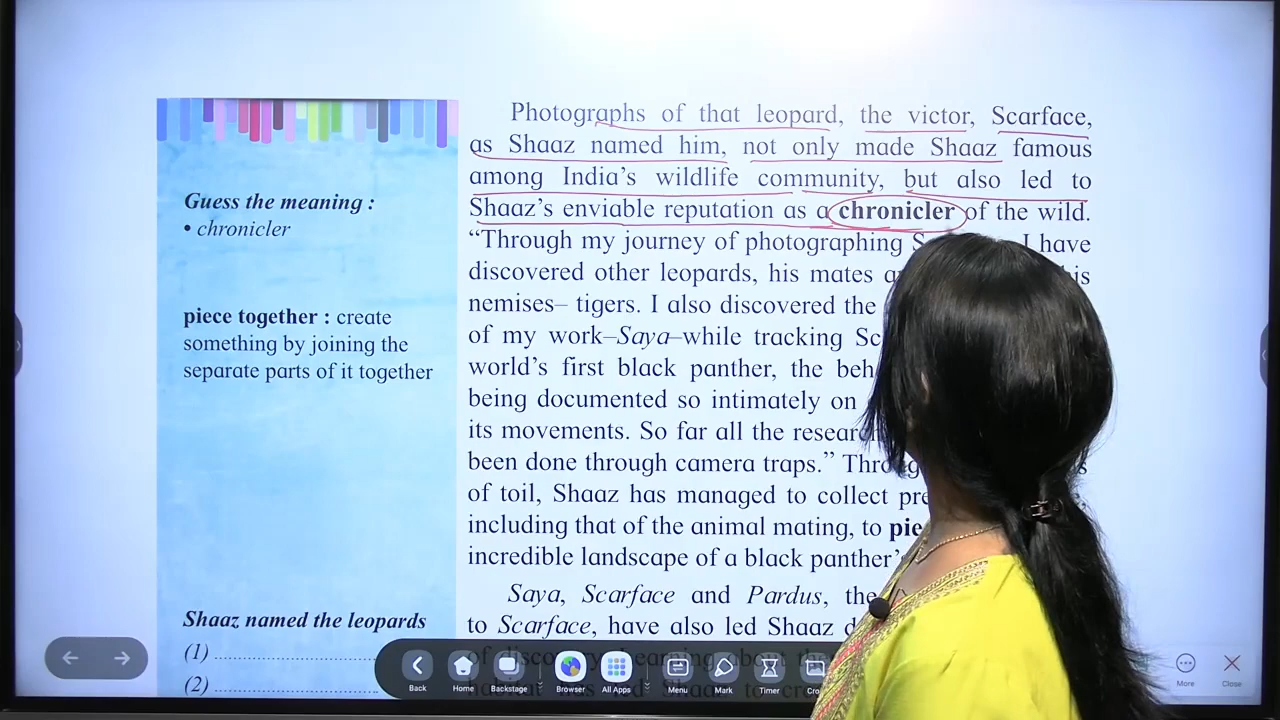 Photographs of that leopard, the victor, Scarface,
as Shaaz named him, not only made Shaaz famous
among India's wildlife community, but also led to
Shaaz's enviable reputation as a chronicler of the wild.
“Through my journey of photographing I have
discovered other leopards, his mates
nemises– tigers. I also discovered the
of my work–Saya–while tracking
world's first black panther, the
being documented so intimately on
its movements. So far all the
been done through camera traps.”
of toil, Shaaz has managed to collect
including that of the animal mating, to
incredible landscape of a black panther's
Saya, Scarface and Pardus,
to Scarface, have also led Shaaz
Guess the meaning :
• chronicler
piece together : create
something by joining the
separate parts of it together
Shaaz named the leopards
(1) ................................
(2) ................................
Back Home Backstage Browser All Apps Menu Mark Timer More Close